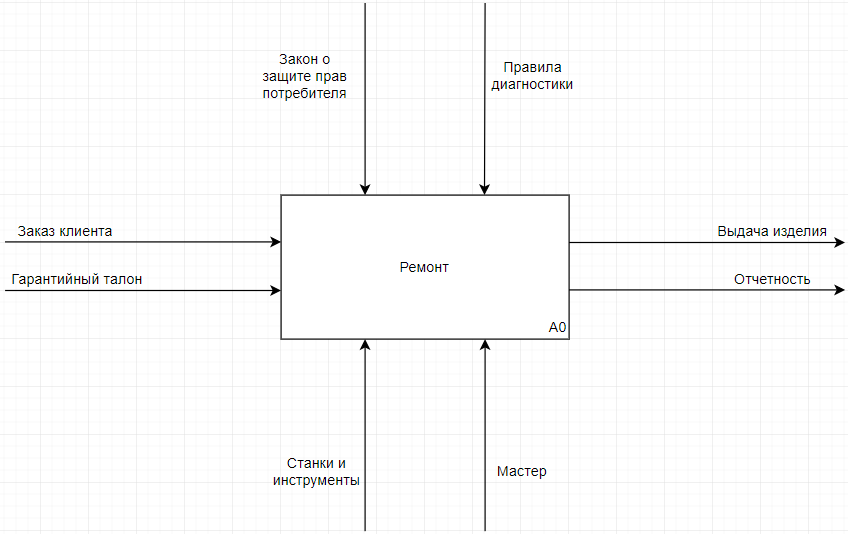 Закон о
защите прав
потребителя
Правила
диагностики
Заказ клиента
Гарантийный талон
Ремонт
A0
Выдача изделия
Отчетность
Станки и
инструменты
Мастер